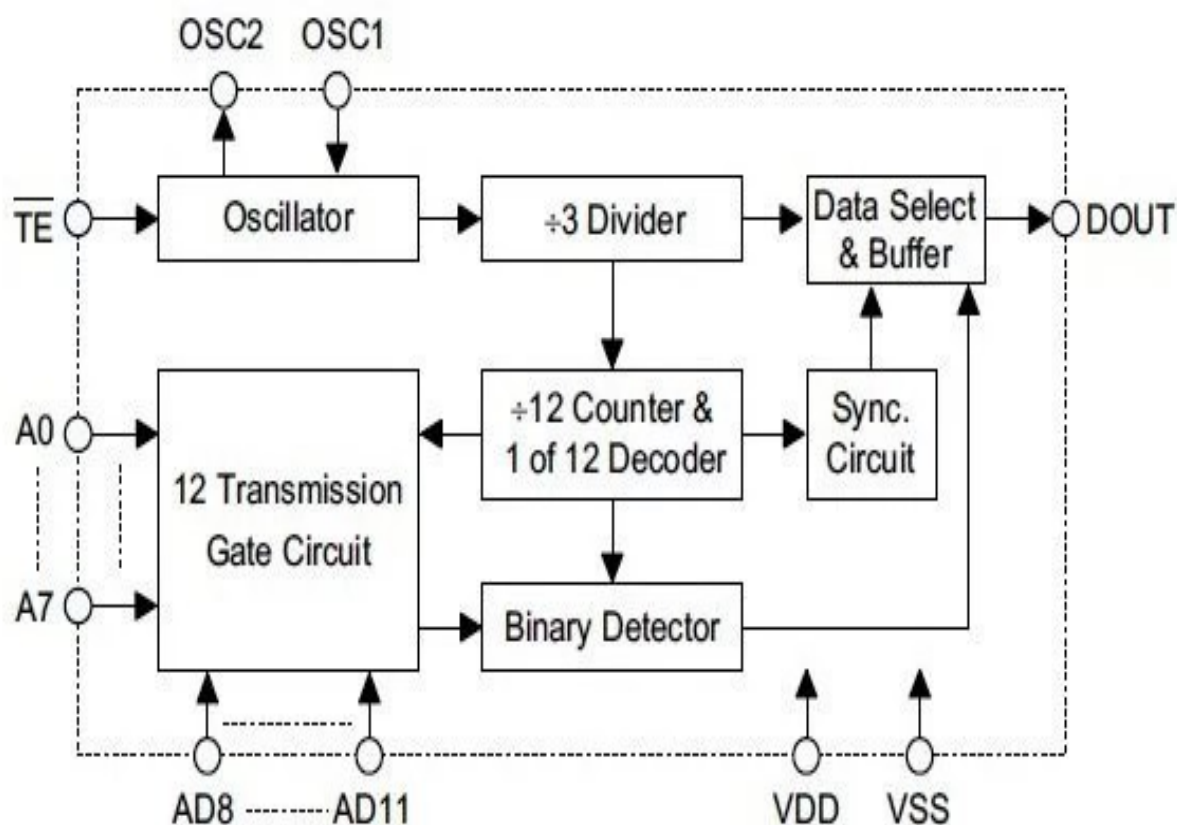 OSC2 OSC1
TE
Oscillator
÷3 Divider
Data Select
& Buffer
DOUT
A0
A7
12 Transmission
Gate Circuit
÷12 Counter &
1 of 12 Decoder
Sync.
Circuit
Binary Detector
AD8 AD11 VDD VSS